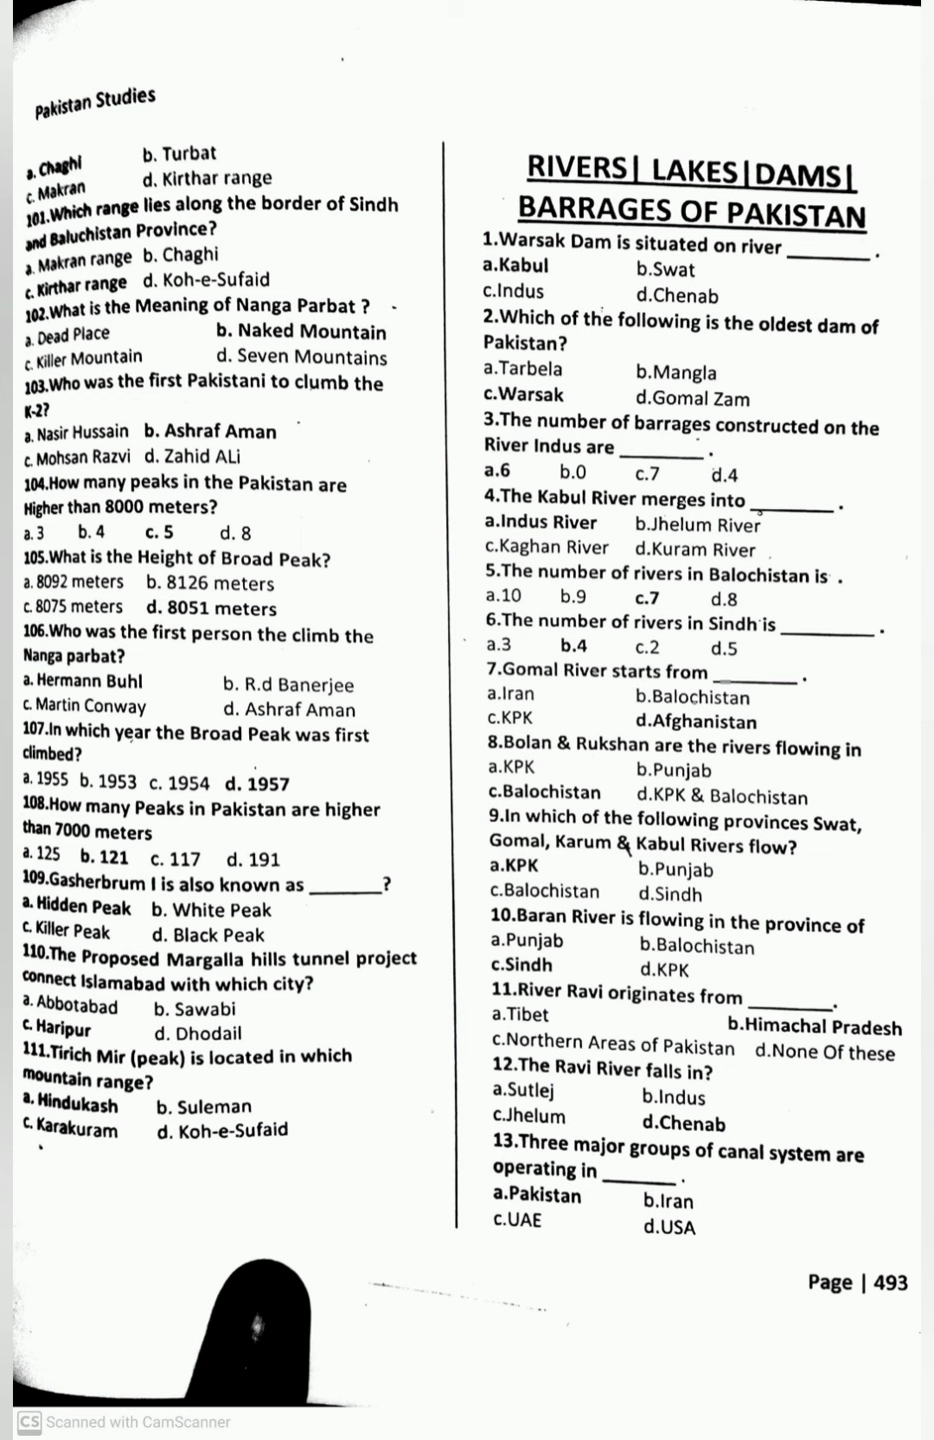 Pakistan Studies
a. Chaghi b. Turbat
c. Makran d. Kirthar range
101.Which range lies along the border of Sindh
and Baluchistan Province?
a. Makran range b. Chaghi
c. Kirthar range d. Koh-e-Sufaid
102.What is the Meaning of Nanga Parbat ?
a. Dead Place b. Naked Mountain
c. Killer Mountain d. Seven Mountains
103.Who was the first Pakistani to clumb the
K-2?
a. Nasir Hussain b. Ashraf Aman
c. Mohsan Razvi d. Zahid ALi
104.How many peaks in the Pakistan are
Higher than 8000 meters?
a. 3 b. 4 c. 5 d. 8
105.What is the Height of Broad Peak?
a. 8092 meters b. 8126 meters
c. 8075 meters d. 8051 meters
106.Who was the first person the climb the
Nanga parbat?
a. Hermann Buhl b. R.d Banerjee
c. Martin Conway d. Ashraf Aman
107.In which year the Broad Peak was first
climbed?
a. 1955 b. 1953 c. 1954 d. 1957
108.How many Peaks in Pakistan are higher
than 7000 meters
a. 125 b. 121 c. 117 d. 191
109.Gasherbrum I is also known as ________?
a. Hidden Peak b. White Peak
c. Killer Peak d. Black Peak
110.The Proposed Margalla hills tunnel project
connect Islamabad with which city?
a. Abbotabad b. Sawabi
c. Haripur d. Dhodail
111.Tirich Mir (peak) is located in which
mountain range?
a. Hindukash b. Suleman
c. Karakuram d. Koh-e-Sufaid
RIVERS| LAKES|DAMS|
BARRAGES OF PAKISTAN
1.Warsak Dam is situated on river ________ .
a.Kabul b.Swat
c.Indus d.Chenab
2.Which of the following is the oldest dam of
Pakistan?
a.Tarbela b.Mangla
c.Warsak d.Gomal Zam
3.The number of barrages constructed on the
River Indus are ________ .
a.6 b.0 c.7 d.4
4.The Kabul River merges into ________ .
a.Indus River b.Jhelum River
c.Kaghan River d.Kuram River
5.The number of rivers in Balochistan is .
a.10 b.9 c.7 d.8
6.The number of rivers in Sindh is _________ .
a.3 b.4 c.2 d.5
7.Gomal River starts from ________ .
a.Iran b.Balochistan
c.KPK d.Afghanistan
8.Bolan & Rukshan are the rivers flowing in
a.KPK b.Punjab
c.Balochistan d.KPK & Balochistan
9.In which of the following provinces Swat,
Gomal, Karum & Kabul Rivers flow?
a.KPK b.Punjab
c.Balochistan d.Sindh
10.Baran River is flowing in the province of
a.Punjab b.Balochistan
c.Sindh d.KPK
11.River Ravi originates from ________.
a.Tibet b.Himachal Pradesh
c.Northern Areas of Pakistan d.None Of these
12.The Ravi River falls in?
a.Sutlej b.Indus
c.Jhelum d.Chenab
13.Three major groups of canal system are
operating in _______ .
a.Pakistan b.Iran
c.UAE d.USA
Page | 493
CS Scanned with CamScanner